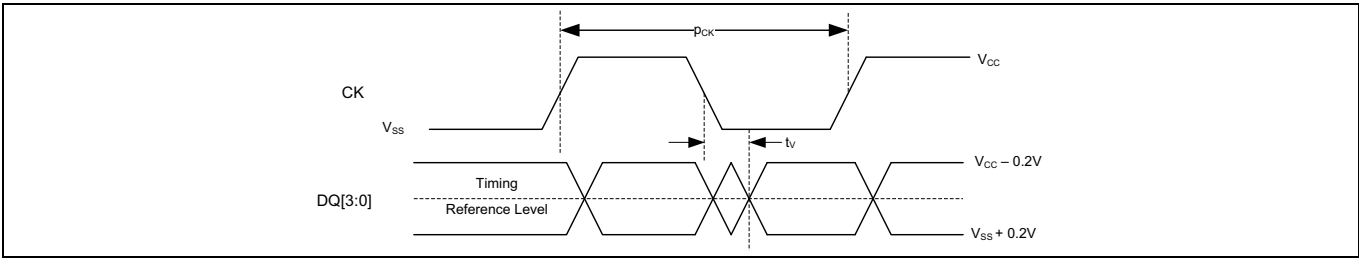 pCK
CK
VCC
VSS
tV
DQ[3:0]
Timing
Reference Level
VCC – 0.2V
VSS + 0.2V